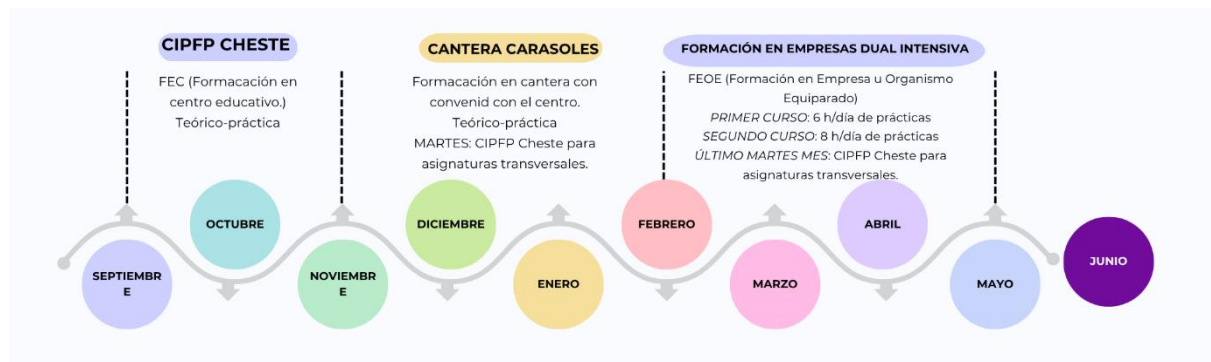 CIPFP CHESTE
FEC (Formacación en
centro educativo.)
Teórico-práctica
CANTERA CARASOLES
Formacación en cantera con
convenid con el centro.
Teórico-práctica
MARTES: CIPFP Cheste para
asignaturas transversales.
FORMACIÓN EN EMPRESAS DUAL INTENSIVA
FEOE (Formación en Empresa u Organismo
Equiparado)
PRIMER CURSO: 6 h/día de prácticas
SEGUNDO CURSO: 8 h/día de prácticas
ÚLTIMO MARTES MES: CIPFP Cheste para
asignaturas transversales.
SEPTIEMBR
E
OCTUBRE
NOVIEMBR
E
DICIEMBRE
ENERO
FEBRERO
MARZO
ABRIL
MAYO
JUNIO